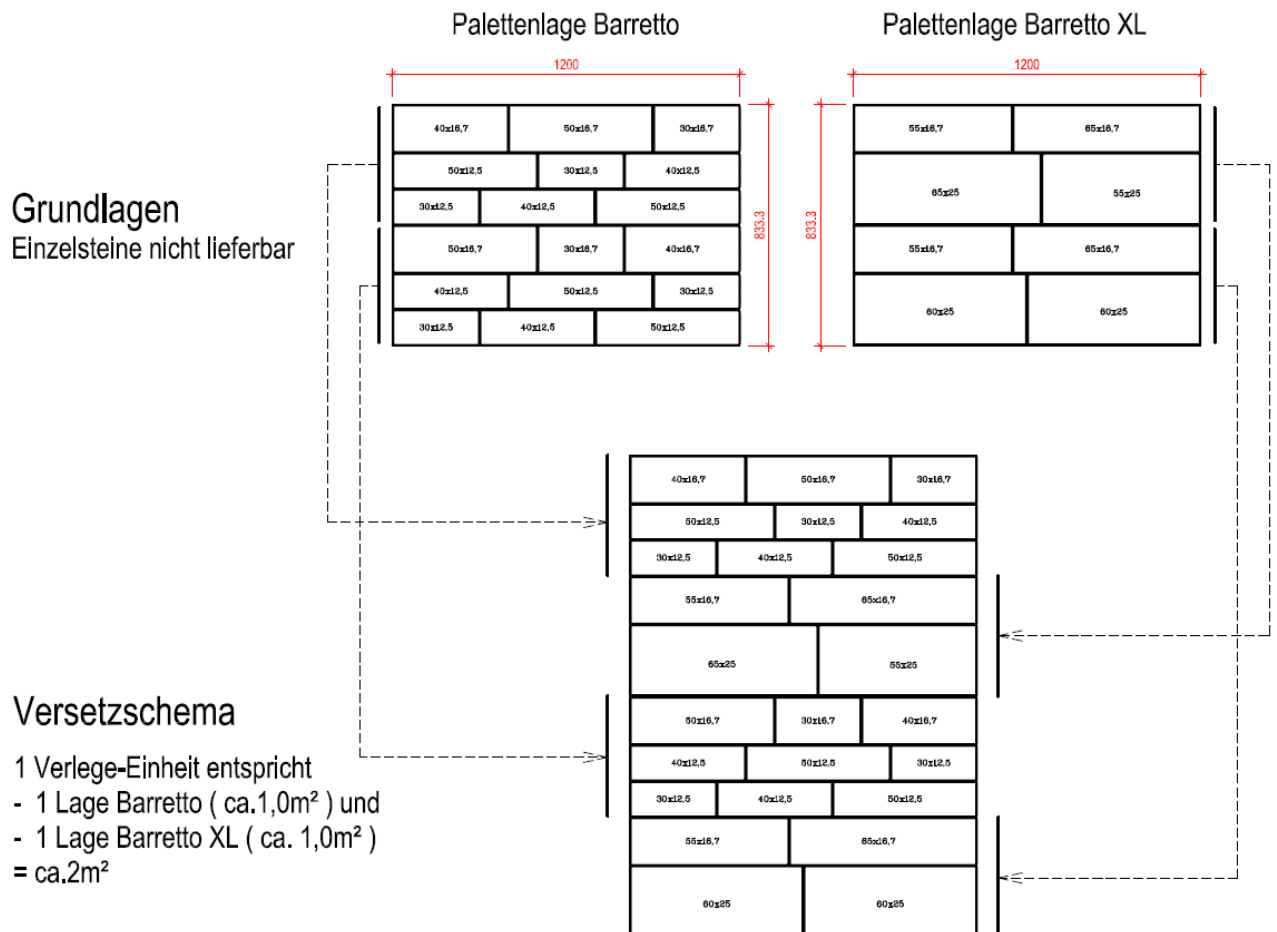 Palettenlage Barretto
Palettenlage Barretto XL
1200
1200
40x16,7 50x16,7 30x16,7
50x12,5 30x12,5 40x12,5
30x12,5 40x12,5 50x12,5
50x16,7 30x16,7 40x16,7
40x12,5 50x12,5 30x12,5
30x12,5 40x12,5 50x12,5
833.3
833.3
55x16,7 65x16,7
65x25 55x25
55x16,7 65x16,7
60x25 60x25
Grundlagen
Einzelsteine nicht lieferbar
40x16,7 50x16,7 30x16,7
50x12,5 30x12,5 40x12,5
30x12,5 40x12,5 50x12,5
55x16,7 65x16,7
65x25 55x25
50x16,7 30x16,7 40x16,7
40x12,5 50x12,5 30x12,5
30x12,5 40x12,5 50x12,5
55x16,7 65x16,7
60x25 60x25
Versetzschema
1 Verlege-Einheit entspricht
- 1 Lage Barretto ( ca.1,0m² ) und
- 1 Lage Barretto XL ( ca. 1,0m² )
= ca.2m²